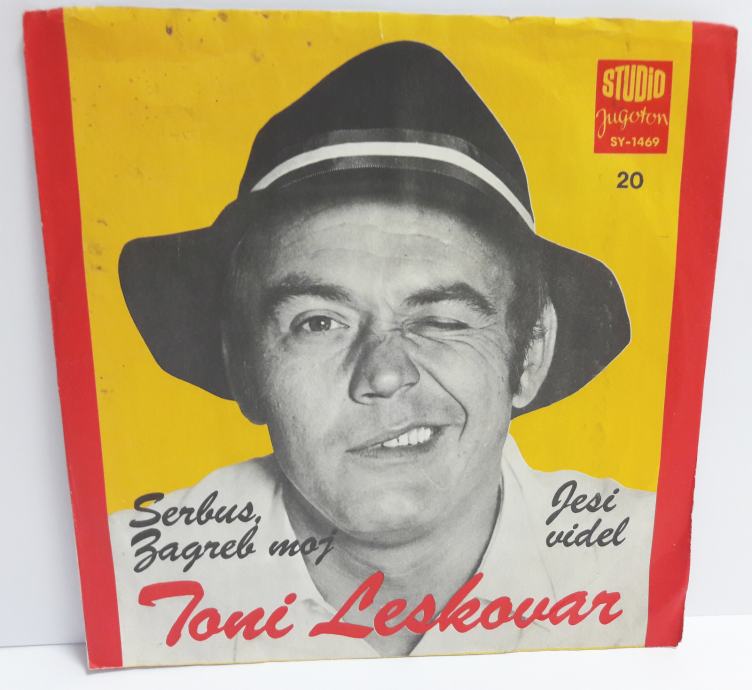 STUDIO
Jugoton
SY-1469
20
Serbus,
Zagreb moj
Jesi
videl
Toni Leskovar